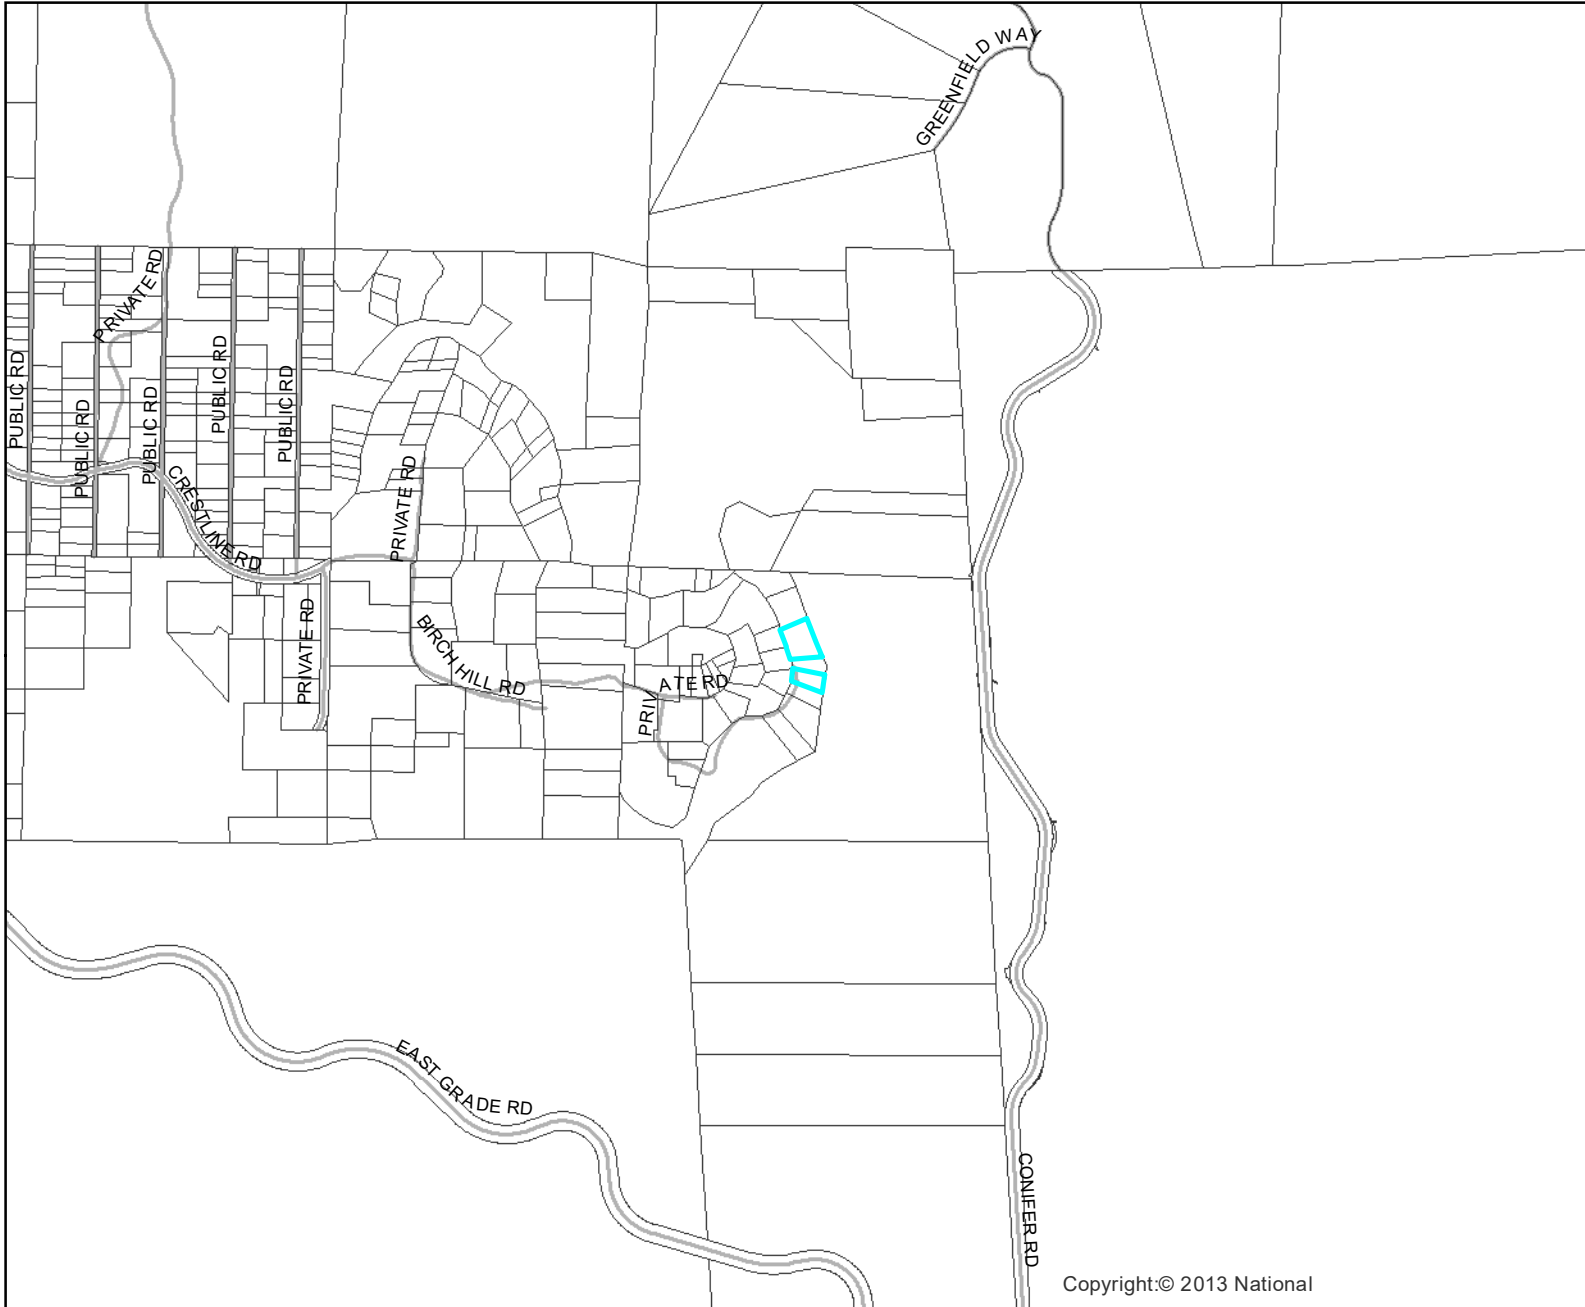 GREENFIELD WAY
PRIVATE RD
PUBLIC RD
PUBLIC RD
PUBLIC RD
PUBLIC RD
PUBLIC RD
CRESTLINE RD
PRIVATE RD
PRIVATE RD
BIRCH HILL RD
PRIVATE RD
EAST GRADE RD
CONIFER RD
Copyright:© 2013 National